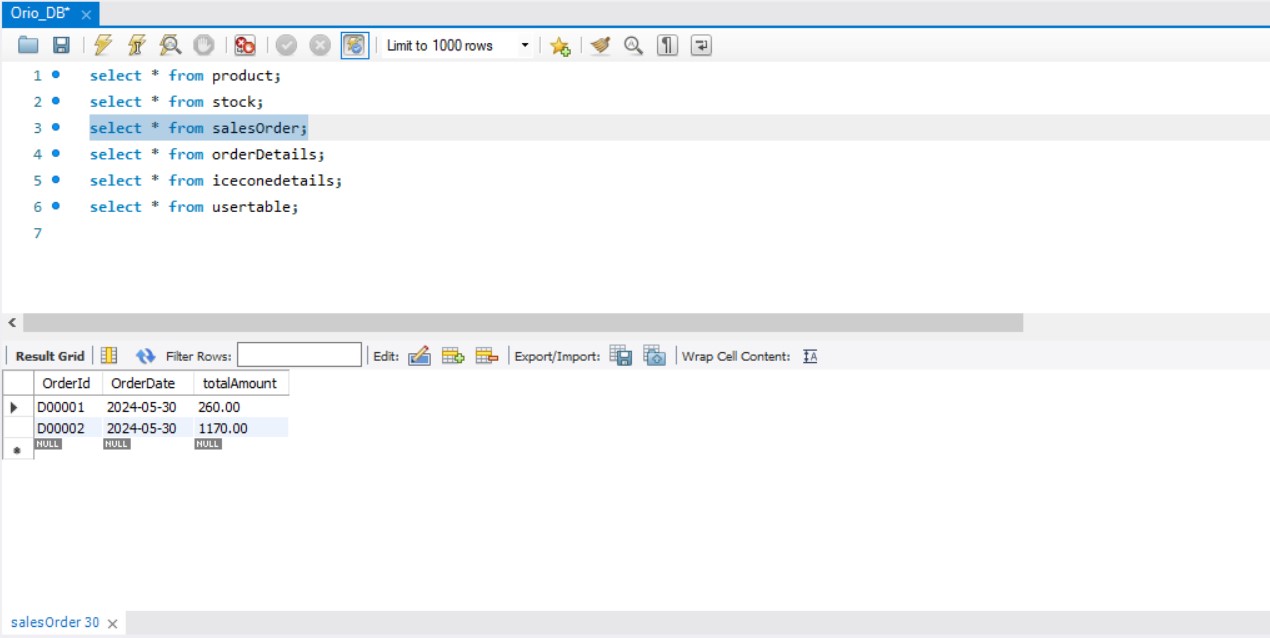 Orio_DB*
Limit to 1000 rows
1 select * from product;
2 select * from stock;
3 select * from salesOrder;
4 select * from orderDetails;
5 select * from iceconedetails;
6 select * from usertable;
7
Result Grid Filter Rows: Edit: Export/Import: Wrap Cell Content: IA
OrderId OrderDate totalAmount
D00001 2024-05-30 260.00
D00002 2024-05-30 1170.00
NULL NULL NULL
salesOrder 30